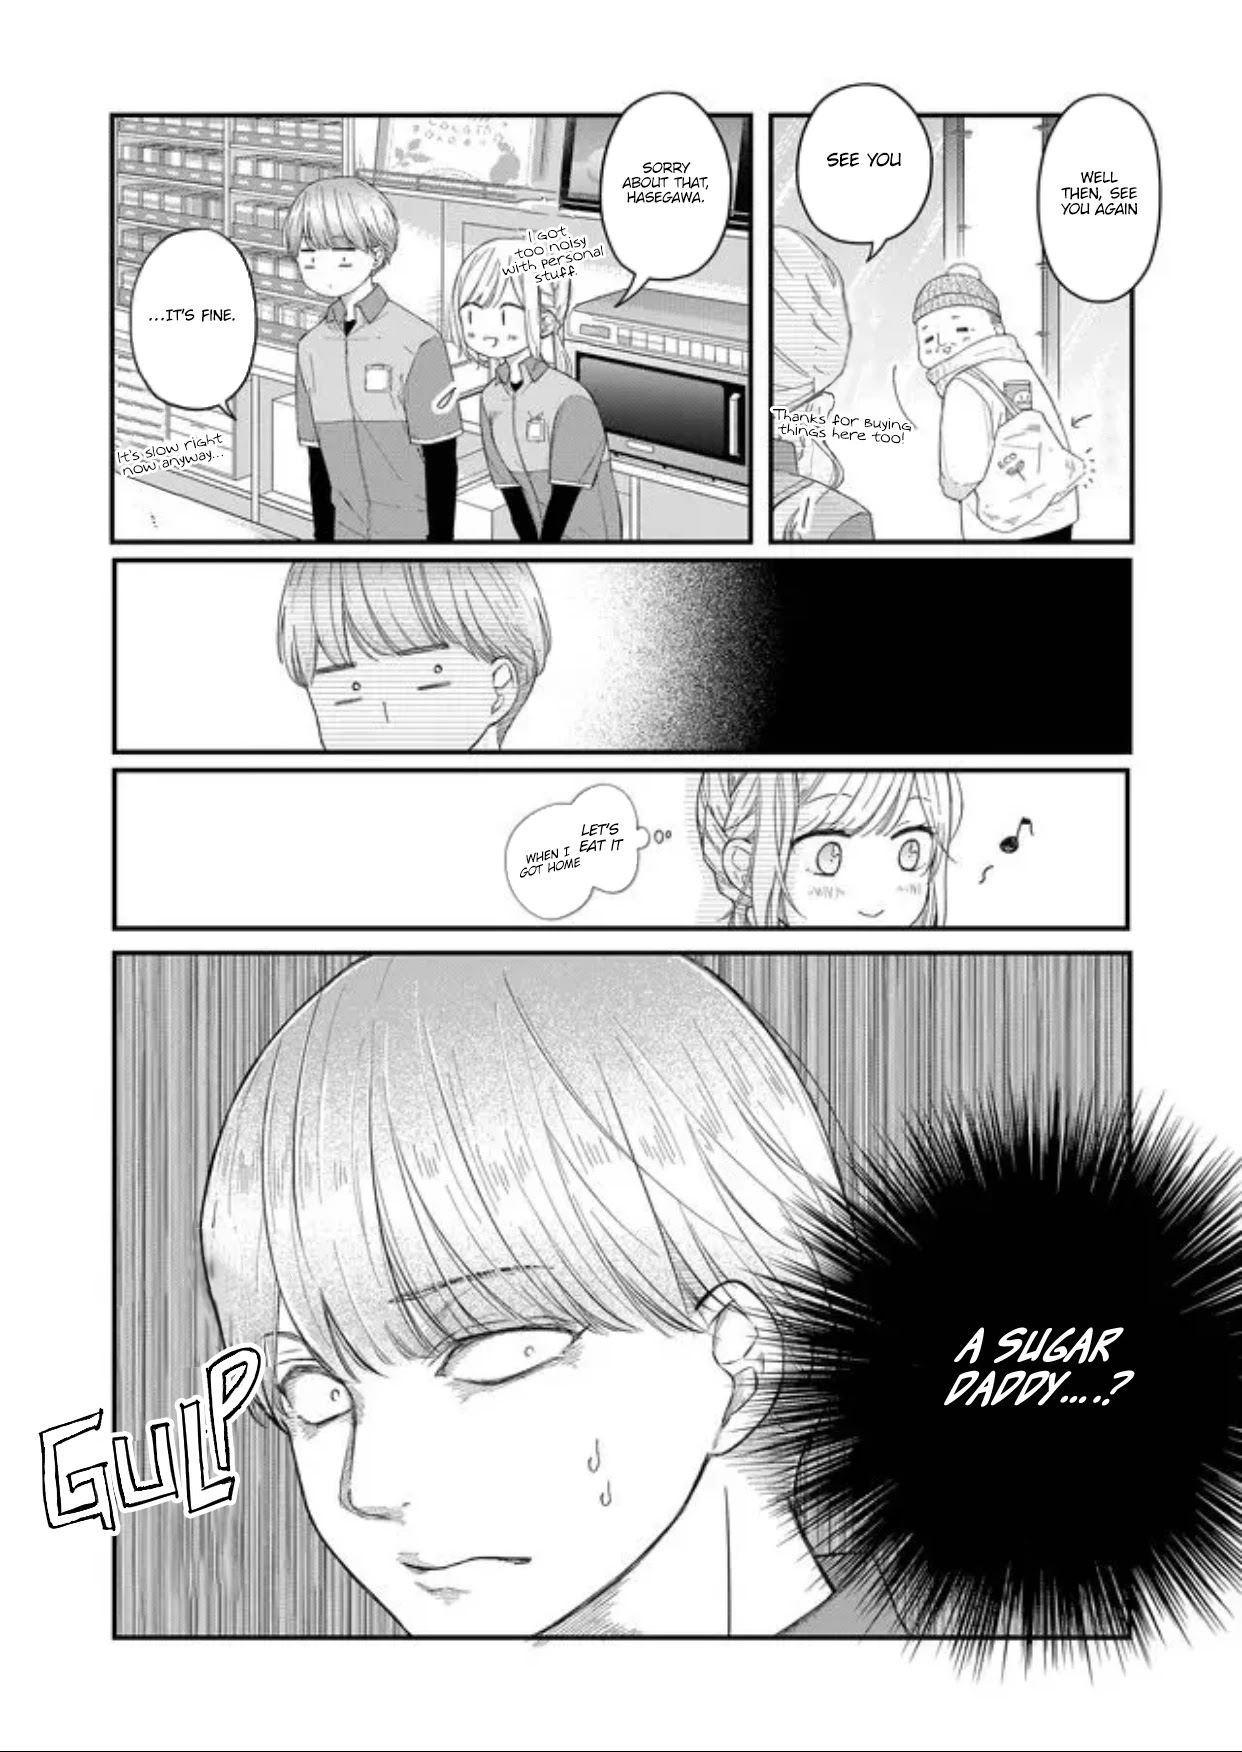 WELL
THEN, SEE
YOU AGAIN
SEE YOU
Thanks for buying
things here too!
SORRY
ABOUT THAT,
HASEGAWA.
I got
too noisy
with personal
stuff.
...IT'S FINE.
It's slow right
now anyway...
LET'S
EAT IT
WHEN I
GOT HOME
A SUGAR
DADDY....?
GULP